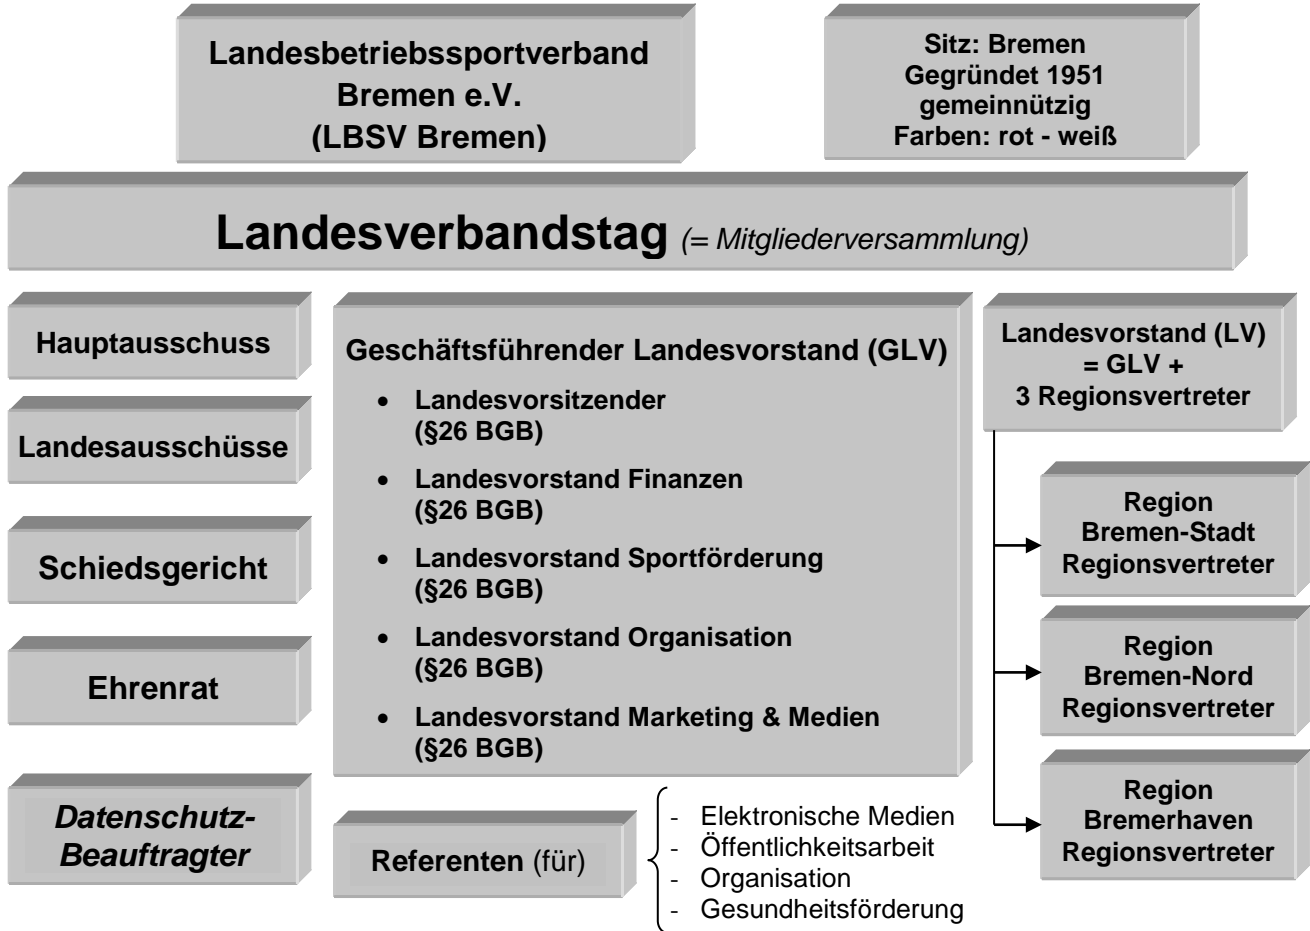 Landesbetriebssportverband
Bremen e.V.
(LBSV Bremen)
Sitz: Bremen
Gegründet 1951
gemeinnützig
Farben: rot - weiß
Landesverbandstag (= Mitgliederversammlung)
Hauptausschuss
Landesausschüsse
Schiedsgericht
Ehrenrat
Datenschutz-
Beauftragter
Geschäftsführender Landesvorstand (GLV)
• Landesvorsitzender
(§26 BGB)
• Landesvorstand Finanzen
(§26 BGB)
• Landesvorstand Sportförderung
(§26 BGB)
• Landesvorstand Organisation
(§26 BGB)
• Landesvorstand Marketing & Medien
(§26 BGB)
Referenten (für)
- Elektronische Medien
- Öffentlichkeitsarbeit
- Organisation
- Gesundheitsförderung
Landesvorstand (LV)
= GLV +
3 Regionsvertreter
Region
Bremen-Stadt
Regionsvertreter
Region
Bremen-Nord
Regionsvertreter
Region
Bremerhaven
Regionsvertreter